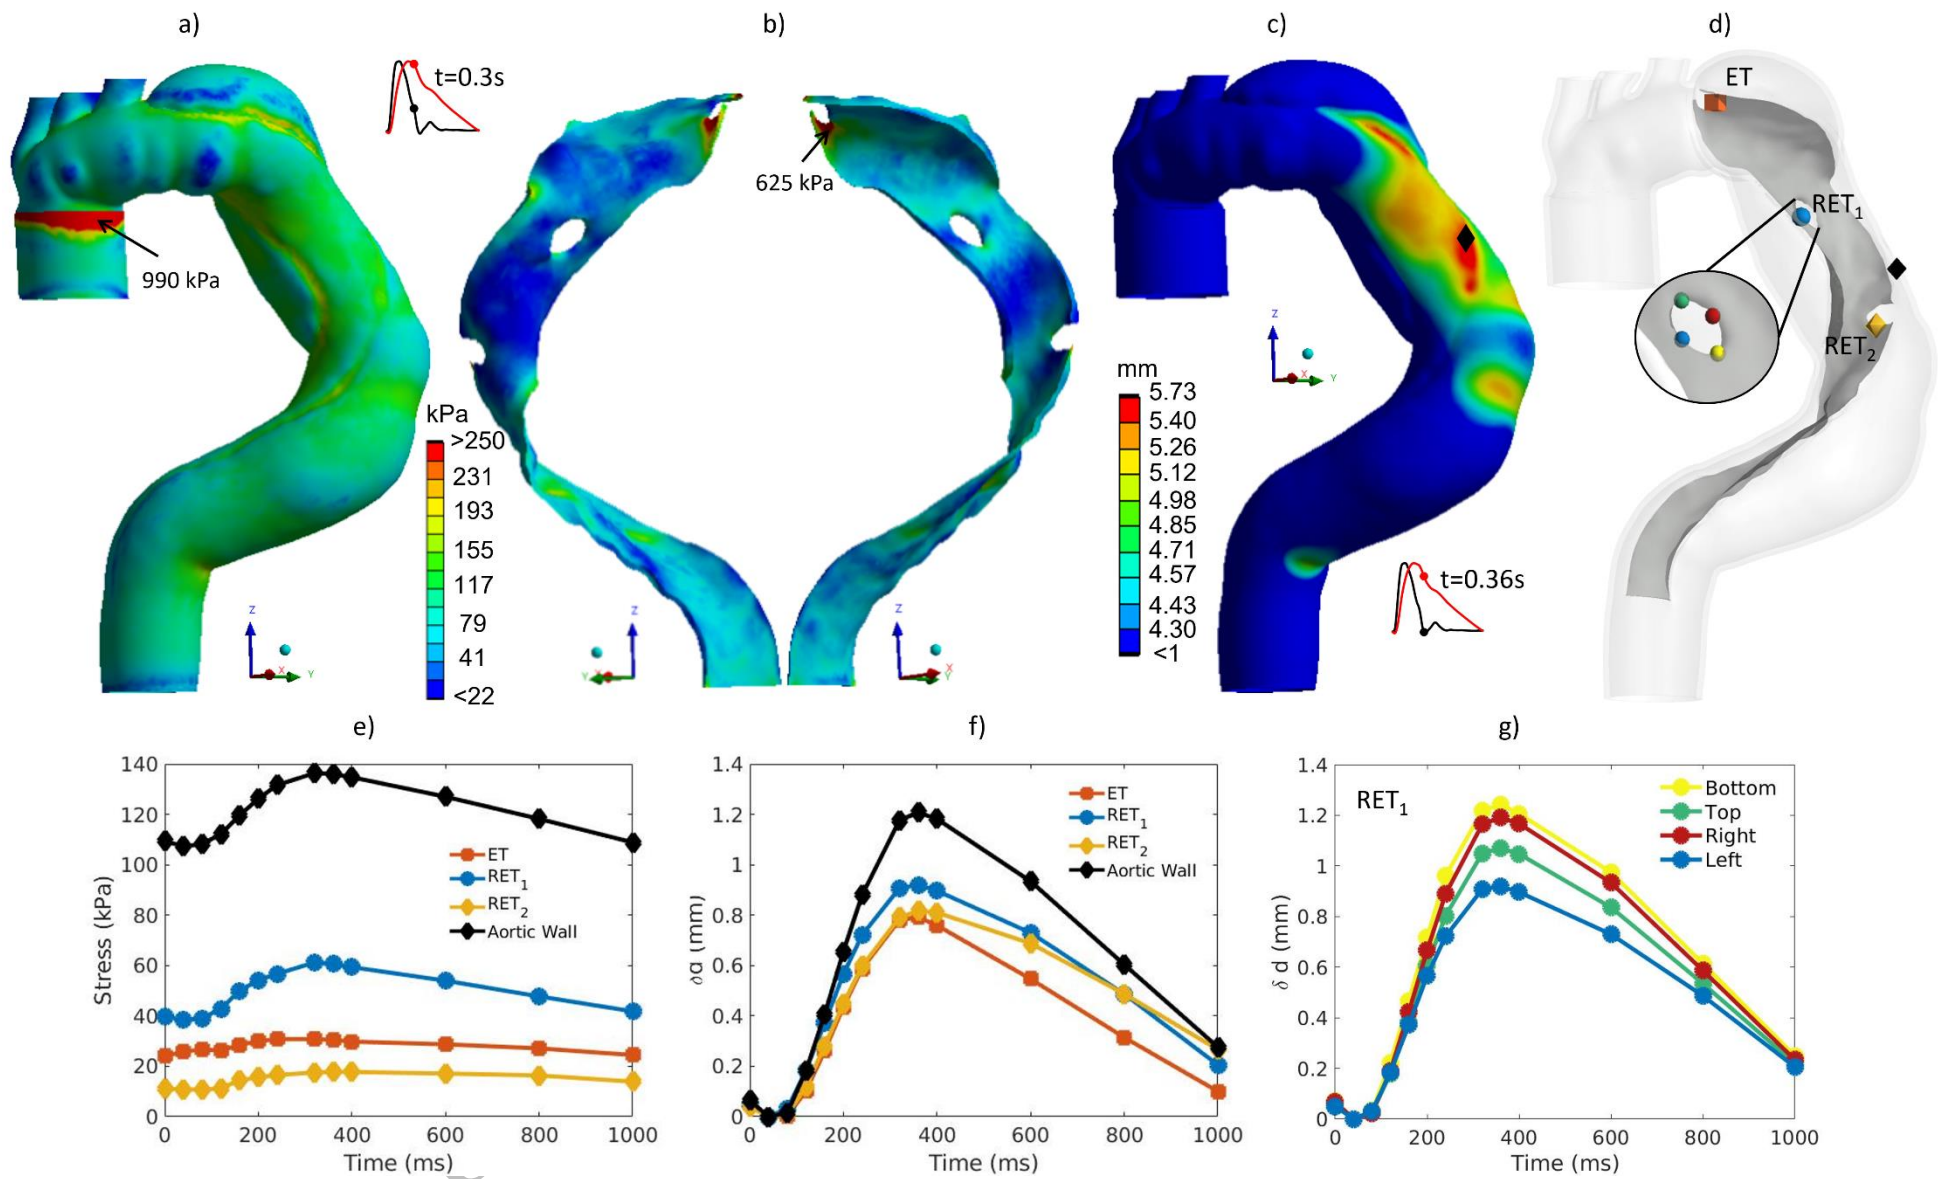 a)
b)
c)
d)
t=0.3s
990 kPa
625 kPa
kPa
>250
231
193
155
117
79
41
<22
Z
X
Y
Z
X
Y
Z
X
Y
Z
X
Y
mm
5.73
5.40
5.26
5.12
4.98
4.85
4.71
4.57
4.43
4.30
<1
t=0.36s
ET
RET1
RET2
e)
140
120
100
80
60
40
20
0
0 200 400 600 800 1000
Stress (kPa)
Time (ms)
ET
RET1
RET2
Aortic Wall
f)
1.4
1.2
1
0.8
0.6
0.4
0.2
0
0 200 400 600 800 1000
δα (mm)
Time (ms)
ET
RET1
RET2
Aortic Wall
g)
1.4
1.2
1
0.8
0.6
0.4
0.2
0
0 200 400 600 800 1000
δ d (mm)
Time (ms)
RET1
Bottom
Top
Right
Left